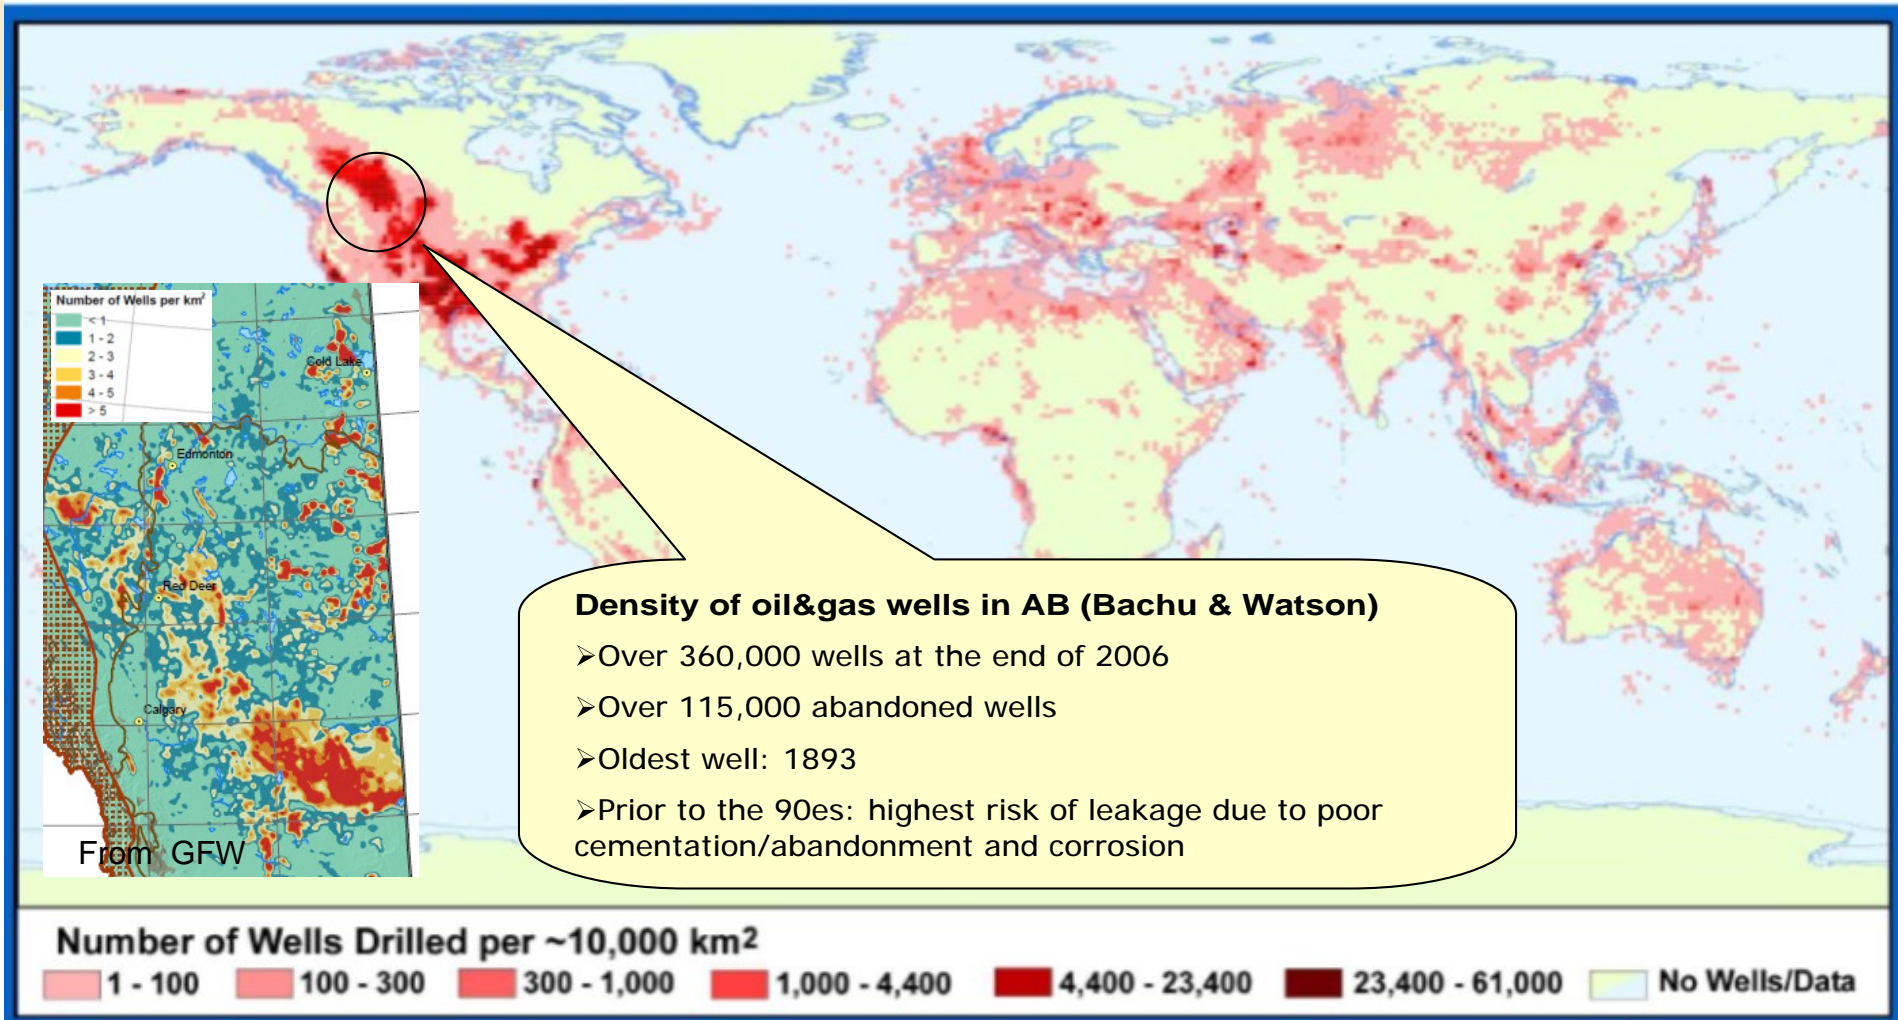 Number of Wells per km²
< 1
1 - 2
2 - 3
3 - 4
4 - 5
> 5
Cold Lake
Edmonton
Red Deer
Calgary
From GFW
Density of oil&gas wells in AB (Bachu & Watson)
➢Over 360,000 wells at the end of 2006
➢Over 115,000 abandoned wells
➢Oldest well: 1893
➢Prior to the 90es: highest risk of leakage due to poor
cementation/abandonment and corrosion
Number of Wells Drilled per ~10,000 km²
1 - 100 100 - 300 300 - 1,000 1,000 - 4,400 4,400 - 23,400 23,400 - 61,000 No Wells/Data